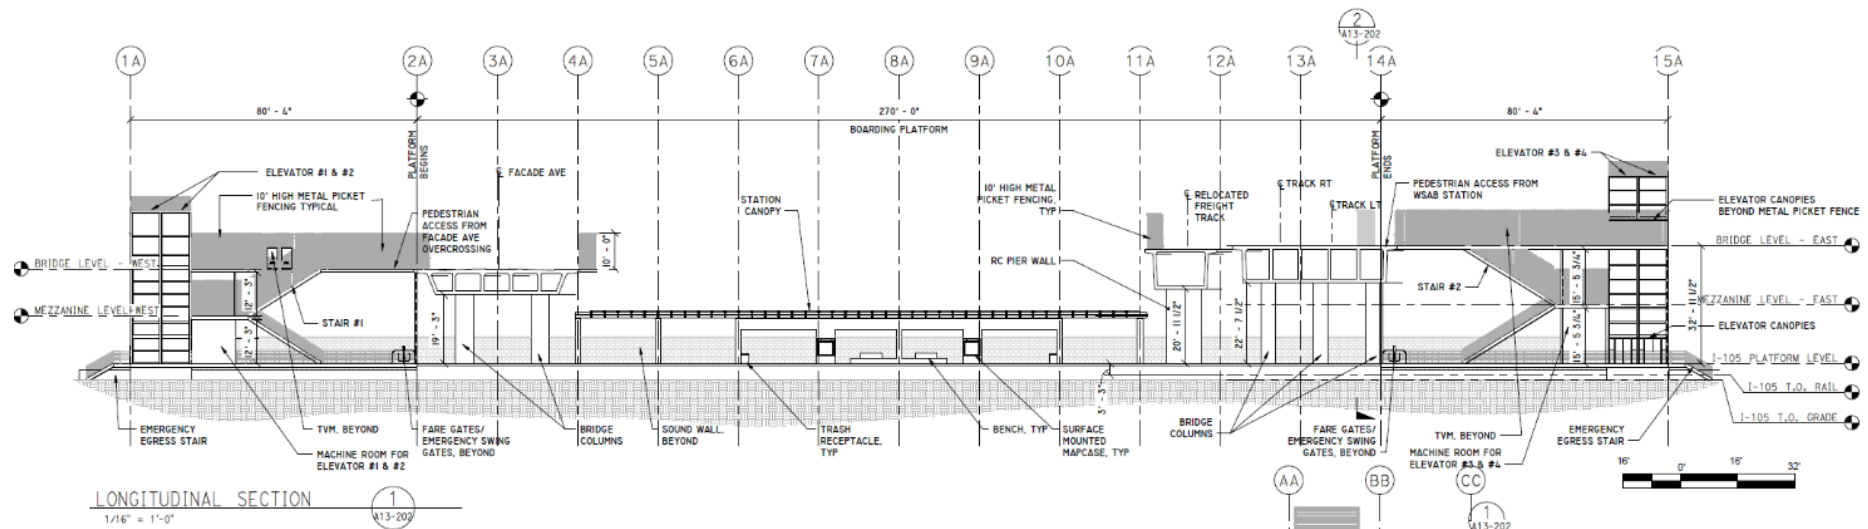 2
A13-202
1A 2A 3A 4A 5A 6A 7A 8A 9A 10A 11A 12A 13A 14A 15A
80' - 4" 270' - 0" 80' - 4"
BOARDING PLATFORM
PLATFORM
BEGINS
PLATFORM
ENDS
ELEVATOR #1 & #2
10' HIGH METAL PICKET
FENCING TYPICAL
FACADE AVE
PEDESTRIAN
ACCESS FROM
FACADE AVE
OVERCROSSING
STATION
CANOPY
10' HIGH METAL
PICKET FENCING,
TYP
RELOCATED
FREIGHT
TRACK
TRACK RT
TRACK LT
PEDESTRIAN ACCESS FROM
WSAB STATION
ELEVATOR #3 & #4
ELEVATOR CANOPIES
BEYOND METAL PICKET FENCE
BRIDGE LEVEL - WEST
BRIDGE LEVEL - EAST
MEZZANINE LEVEL-WEST
MEZZANINE LEVEL - EAST
RC PIER WALL
STAIR #1
STAIR #2
10' - 0"
12' - 3"
12' - 3"
19' - 3"
20' - 11 1/2"
22' - 7 1/2"
15' - 5 3/4"
15' - 5 3/4"
32' - 11 1/2"
3' - 3"
ELEVATOR CANOPIES
I-105 PLATFORM LEVEL
I-105 T.O. RAIL
I-105 T.O. GRADE
EMERGENCY
EGRESS STAIR
TVM, BEYOND
MACHINE ROOM FOR
ELEVATOR #1 & #2
FARE GATES/
EMERGENCY SWING
GATES, BEYOND
BRIDGE
COLUMNS
SOUND WALL,
BEYOND
TRASH
RECEPTACLE,
TYP
BENCH, TYP
SURFACE
MOUNTED
MAPCASE, TYP
BRIDGE
COLUMNS
FARE GATES/
EMERGENCY SWING
GATES, BEYOND
TVM, BEYOND
MACHINE ROOM FOR
ELEVATOR #3 & #4
EMERGENCY
EGRESS STAIR
16' 0' 16' 32'
AA BB CC
LONGITUDINAL SECTION
1/16" = 1'-0"
1
A13-202
1
A13-202